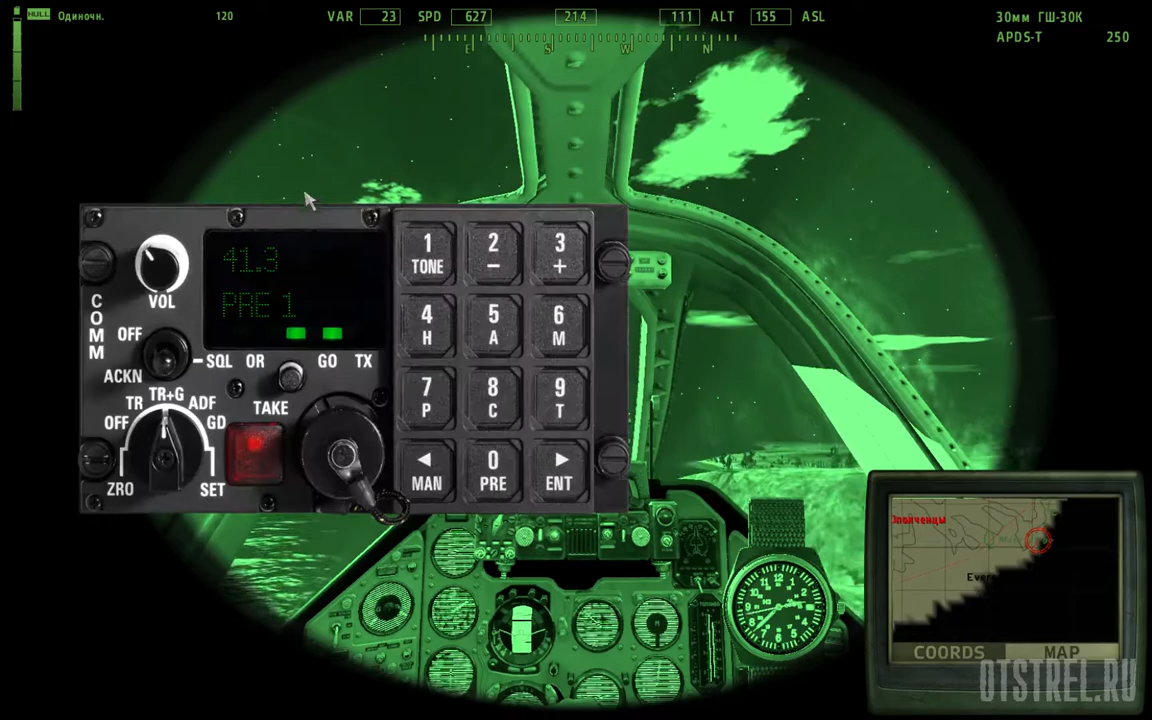 HULL Одиночн. 120 VAR 23 SPD 627 214 111 ALT 155 ASL 30мм ГШ-30К
APDS-T 250
E S W N
41.3
PRE 1
VOL
COMM
OFF
ACKN
SQL OR GO TX
TAKE
OFF TR TR+G ADF GD
ZRO SET
1 TONE 2 - 3 +
4 H 5 A 6 M
7 P 8 C 9 T
◄ MAN 0 PRE ► ENT
COORDS MAP
OTSTREL.RU